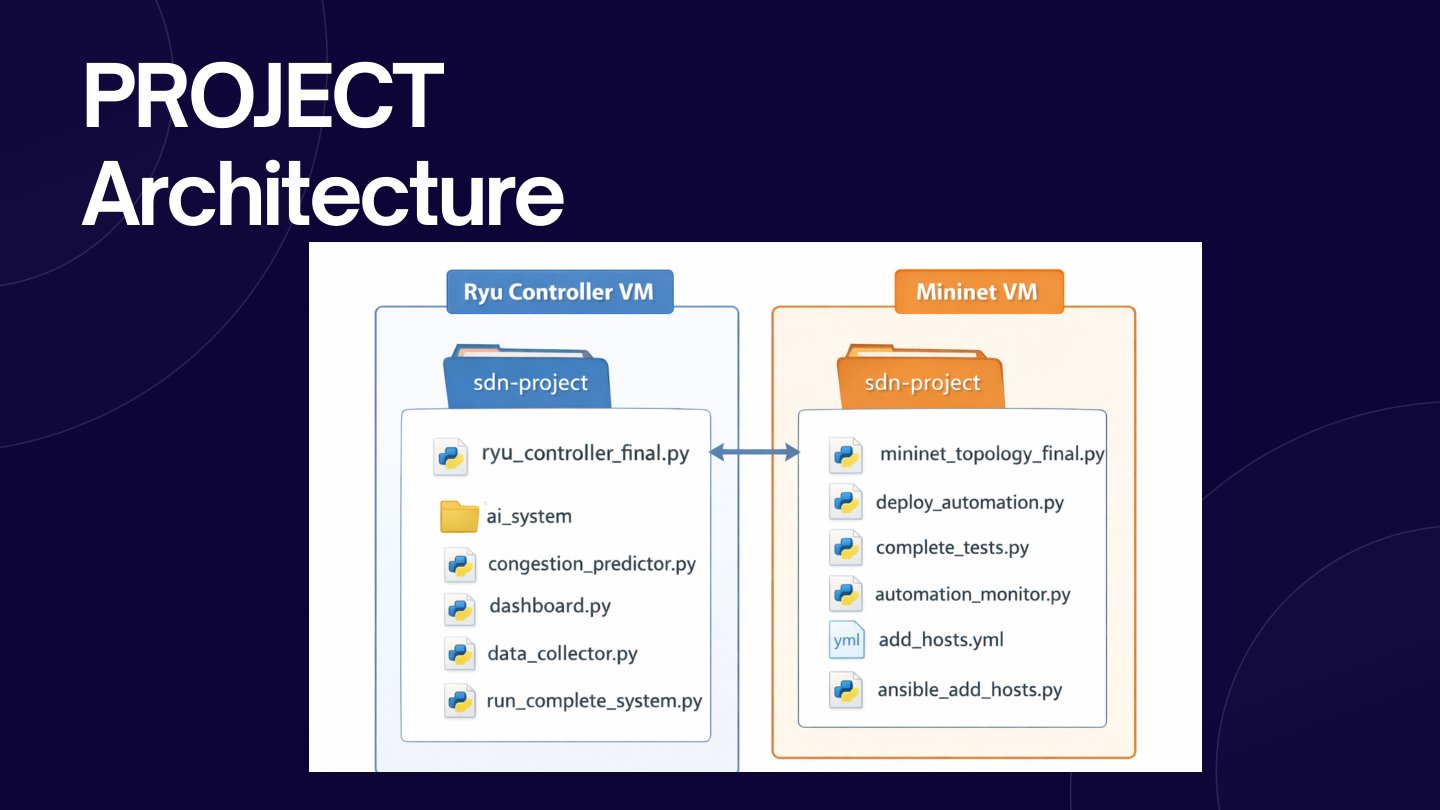 PROJECT
Architecture
Ryu Controller VM
sdn-project
ryu_controller_final.py
ai_system
congestion_predictor.py
dashboard.py
data_collector.py
run_complete_system.py
Mininet VM
sdn-project
mininet_topology_final.py
deploy_automation.py
complete_tests.py
automation_monitor.py
yml
add_hosts.yml
ansible_add_hosts.py